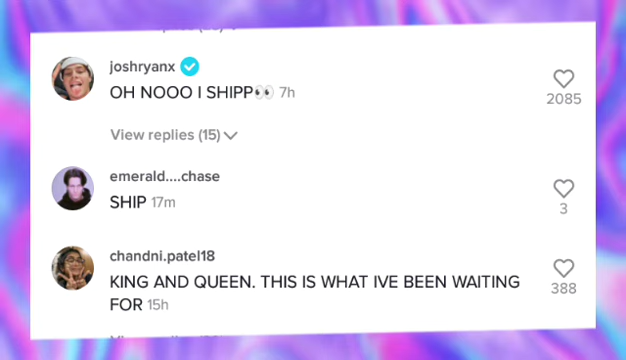 joshryanx
OH NOOO I SHIPP👀 7h
2085
View replies (15)
emerald....chase
SHIP 17m
3
chandni.patel18
KING AND QUEEN. THIS IS WHAT IVE BEEN WAITING
FOR 15h
388